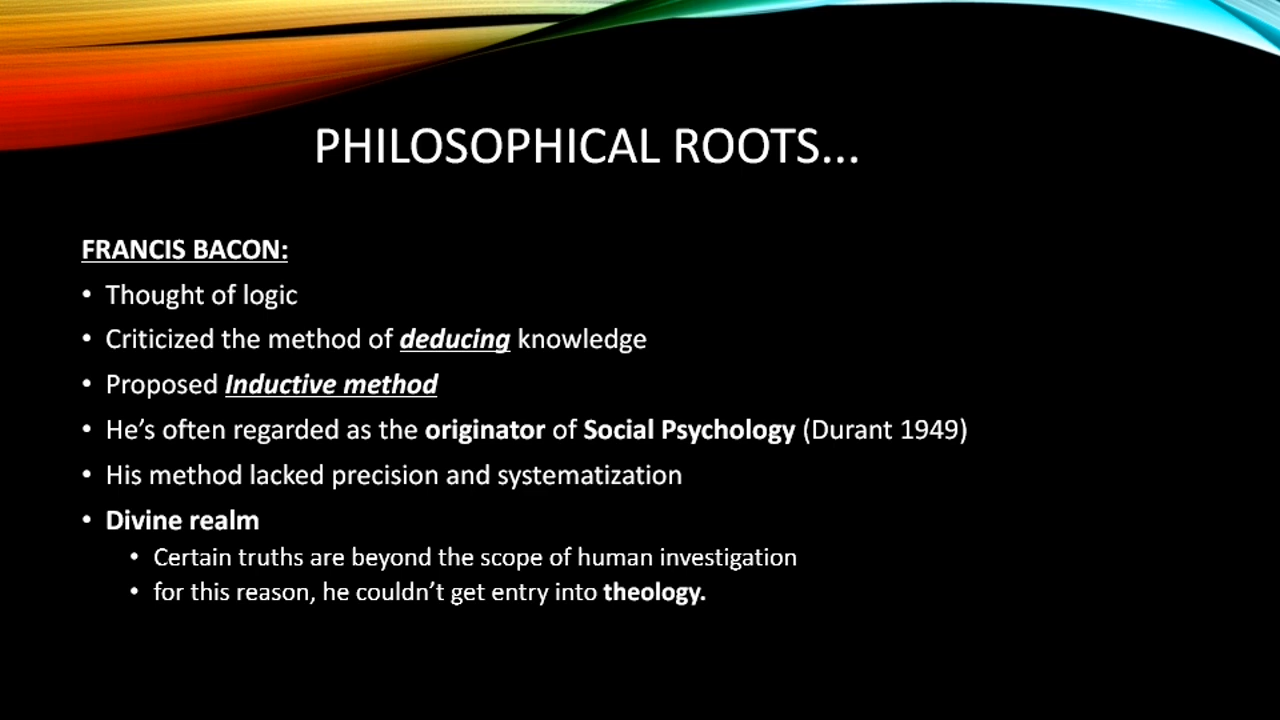 PHILOSOPHICAL ROOTS...
FRANCIS BACON:
• Thought of logic
• Criticized the method of deducing knowledge
• Proposed Inductive method
• He’s often regarded as the originator of Social Psychology (Durant 1949)
• His method lacked precision and systematization
• Divine realm
• Certain truths are beyond the scope of human investigation
• for this reason, he couldn’t get entry into theology.